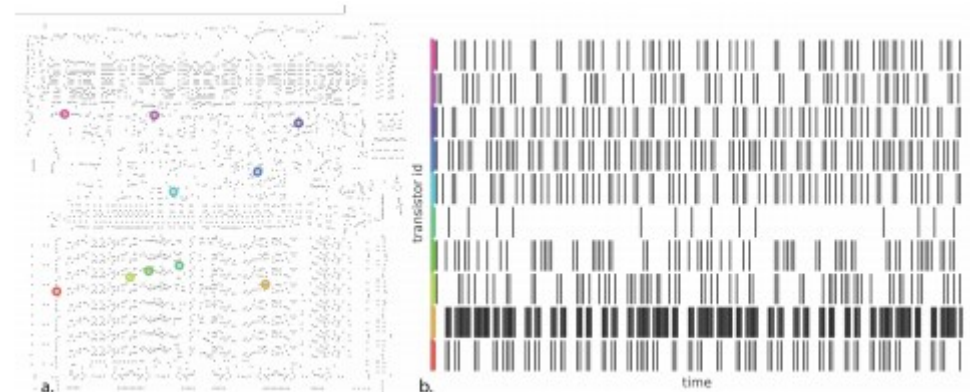 transistor id
a.
b.
time